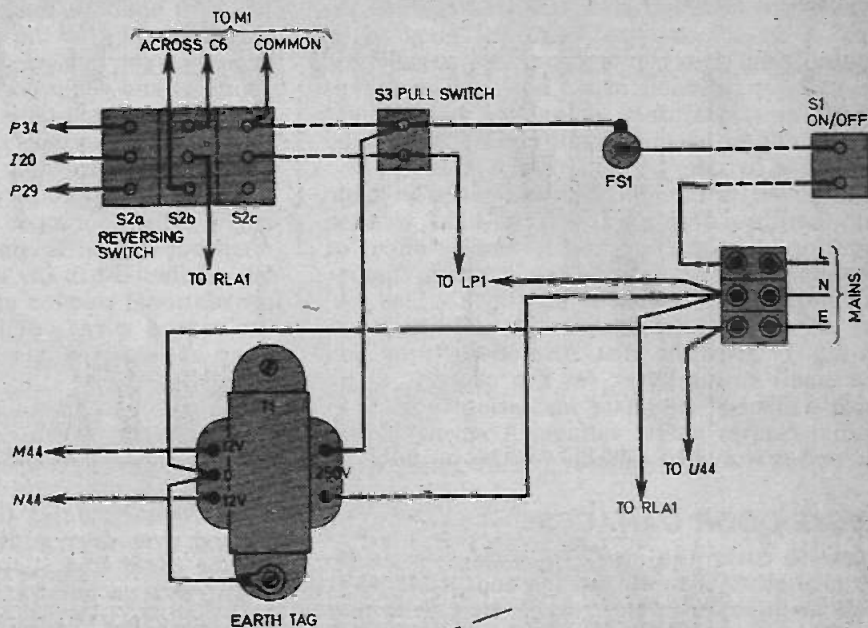 TO M1
ACROSS C6
COMMON
S3 PULL SWITCH
S1
ON/OFF
P34
I20
P29
FS1
S2a
S2b
S2c
REVERSING
SWITCH
TO RLA1
TO LP1
L
N
E
MAINS
T1
12V
0
12V
250V
M44
N44
TO U44
TO RLA1
EARTH TAG